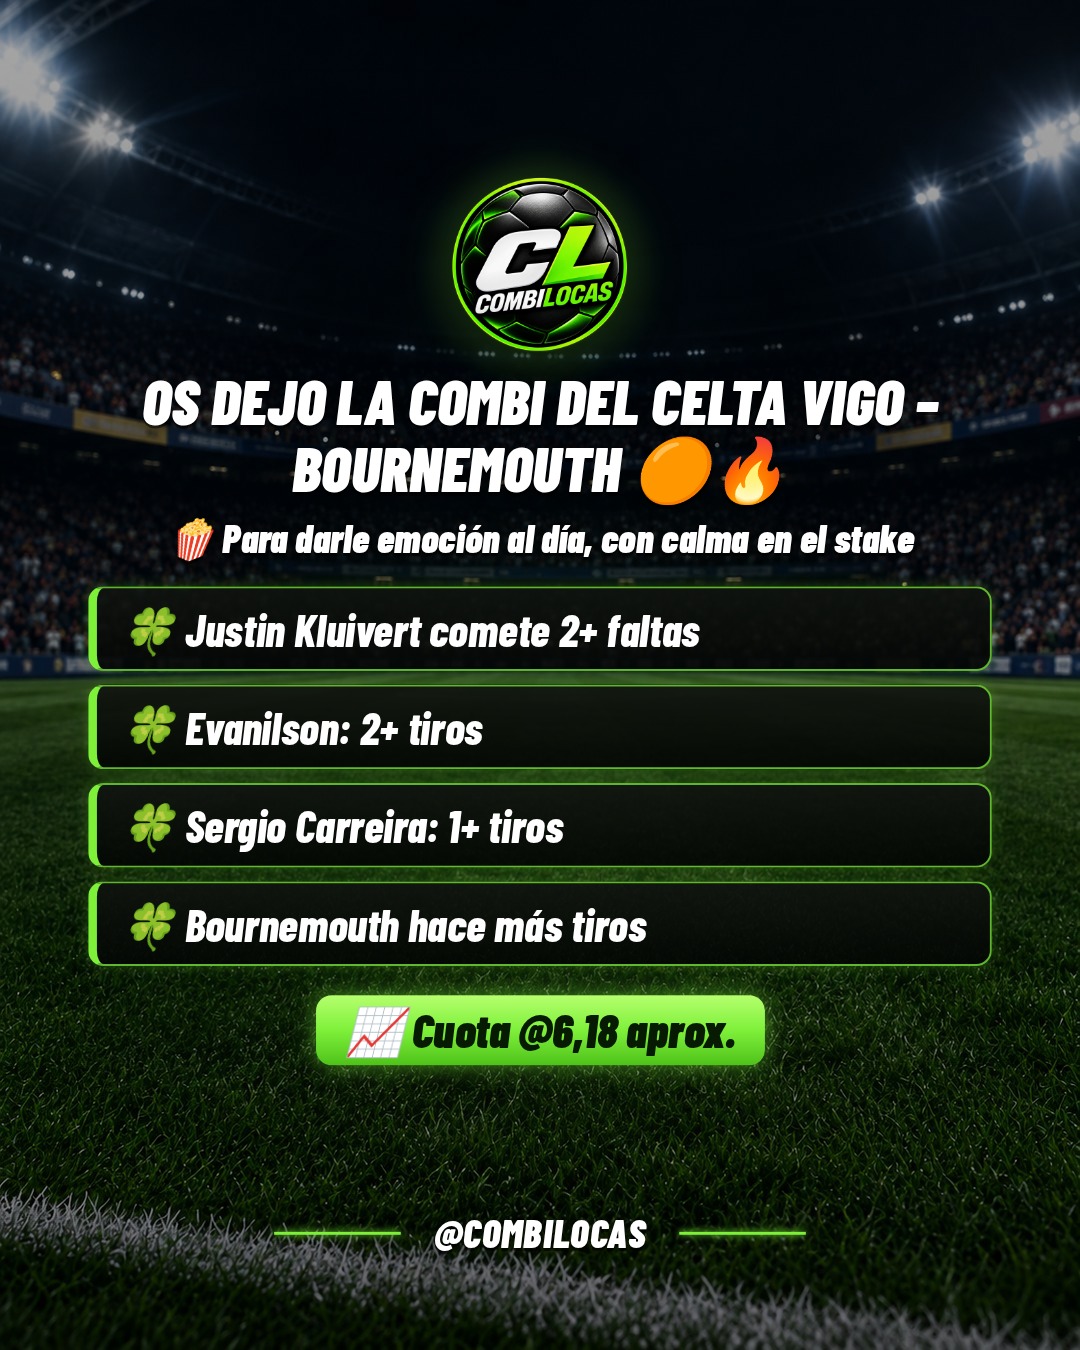 CL
COMBILOCAS
OS DEJO LA COMBI DEL CELTA VIGO -
BOURNEMOUTH 🟠🔥
🍿 Para darle emoción al día, con calma en el stake
🍀 Justin Kluivert comete 2+ faltas
🍀 Evanilson: 2+ tiros
🍀 Sergio Carreira: 1+ tiros
🍀 Bournemouth hace más tiros
📈 Cuota @6,18 aprox.
@COMBILOCAS